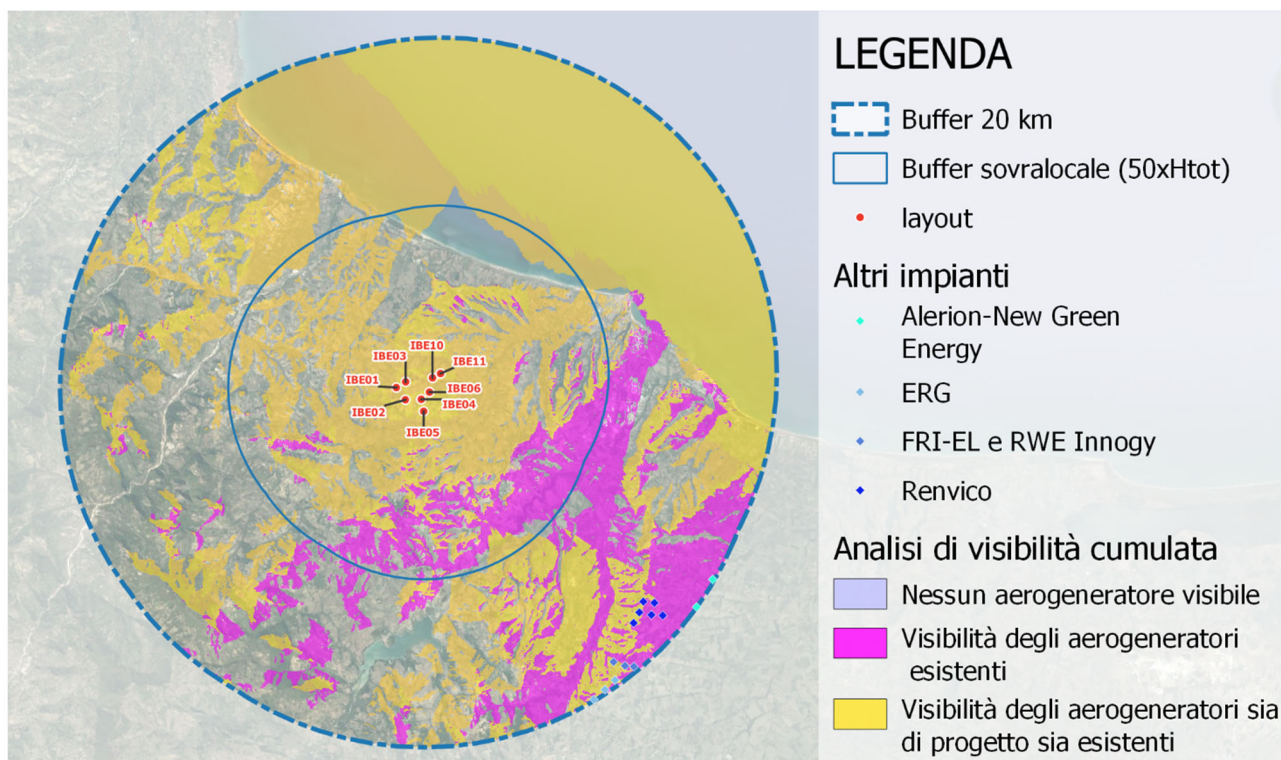 LEGENDA
Buffer 20 km
Buffer sovralocale (50xHtot)
layout
Altri impianti
Alerion-New Green
Energy
ERG
FRI-EL e RWE Innogy
Renvico
Analisi di visibilità cumulata
Nessun aerogeneratore visibile
Visibilità degli aerogeneratori
esistenti
Visibilità degli aerogeneratori sia
di progetto sia esistenti
IBE10
IBE03
IBE11
IBE01
IBE06
IBE02
IBE04
IBE05